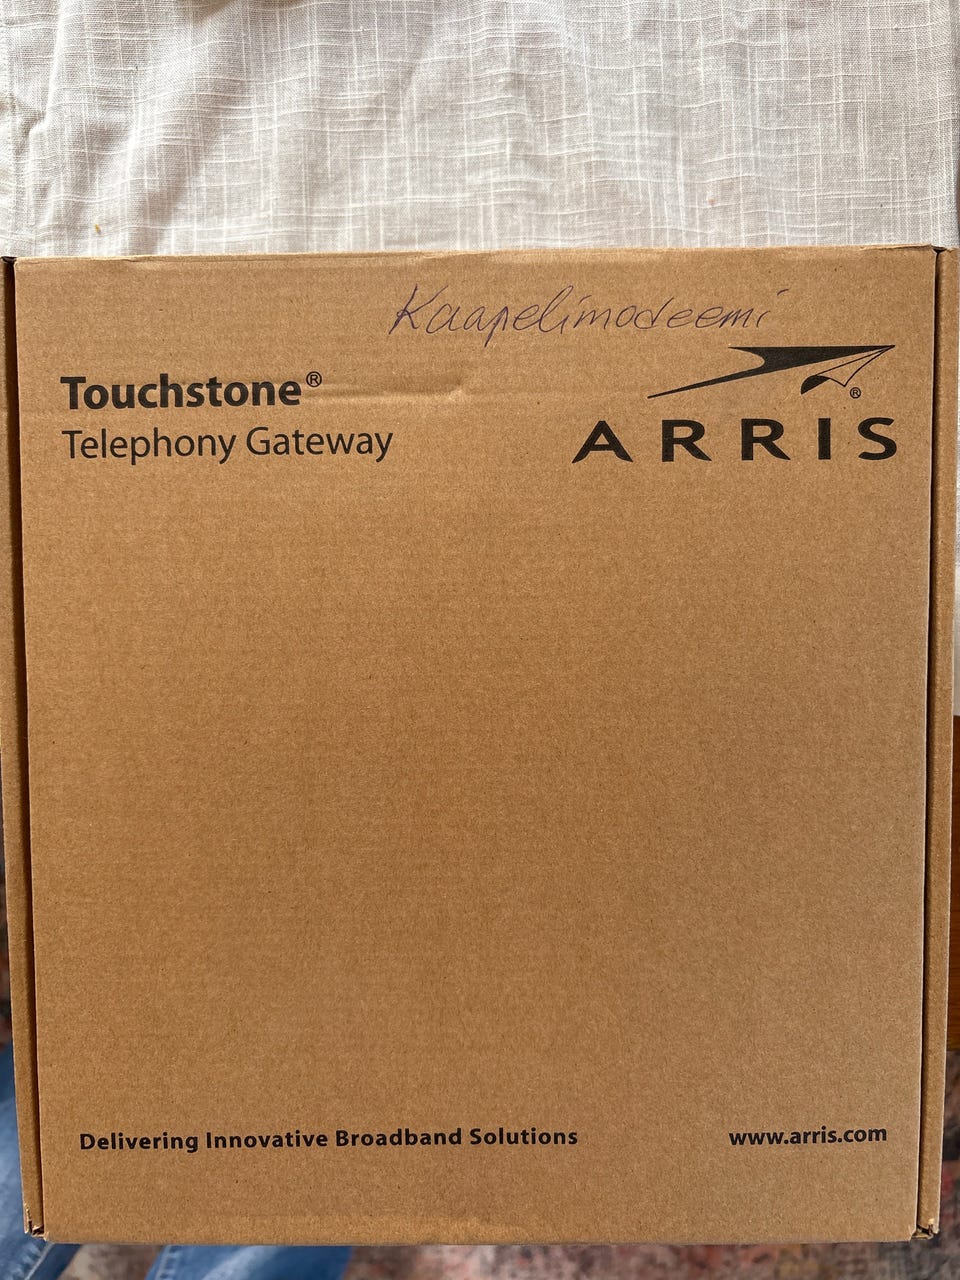 Kaapelimodeemi
Touchstone®
Telephony Gateway
®
ARRIS
Delivering Innovative Broadband Solutions
www.arris.com